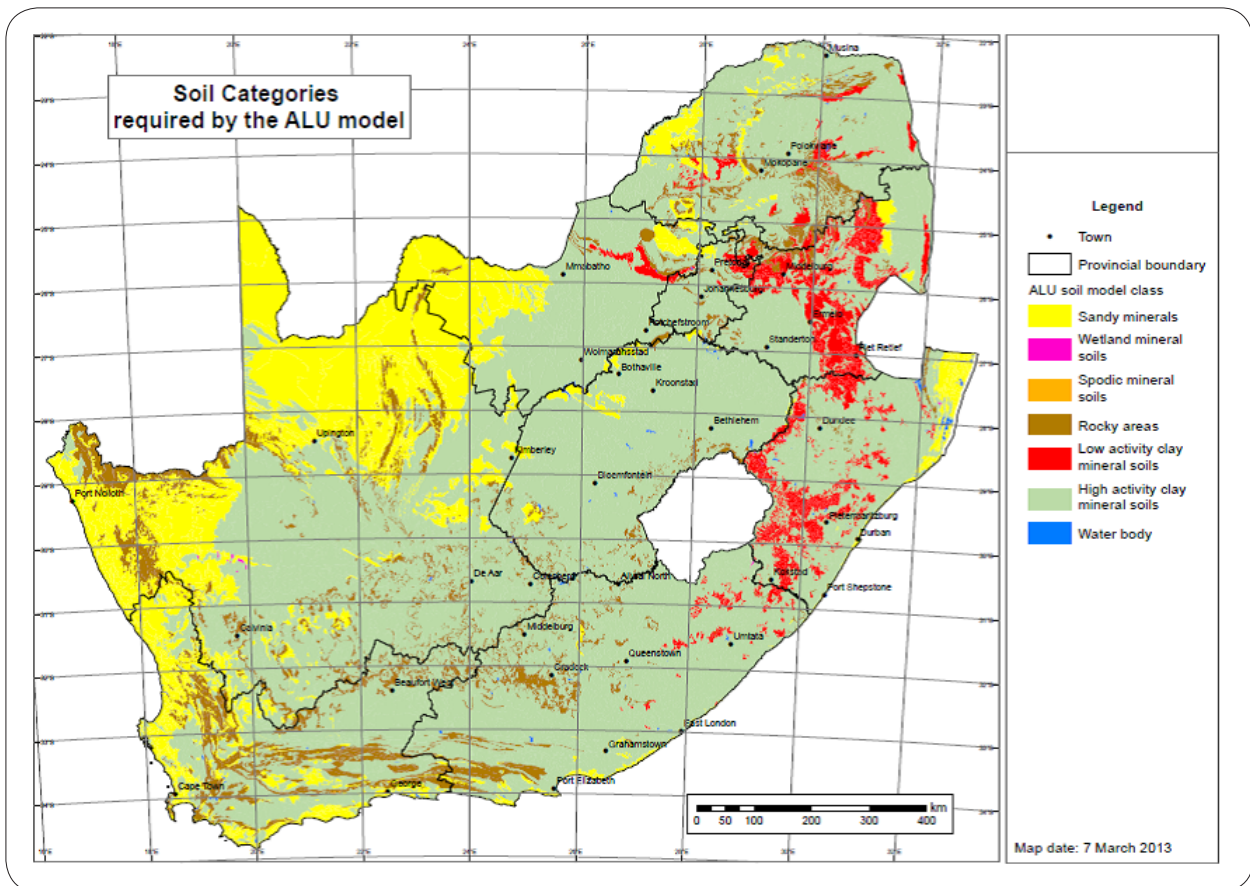 Soil Categories
required by the ALU model
Musina
Polokwane
Mokopane
Mmabatho
Pretoria
Middelburg
Johannesburg
Ermelo
Potchefstroom
Standerton
Piet Retief
Wolmaransstad
Bothaville
Kroonstad
Bethlehem
Dundee
Upington
Kimberley
Bloemfontein
Port Nolloth
Pietermaritzburg
Durban
De Aar
Colesberg
Aliwal North
Kokstad
Port Shepstone
Calvinia
Middelburg
Umtata
Queenstown
Cradock
Beaufort West
East London
Grahamstown
Cape Town
George
Port Elizabeth
km
0 25 50 100 200 300 400
Legend
Town
Provincial boundary
ALU soil model class
Sandy minerals
Wetland mineral
soils
Spodic mineral
soils
Rocky areas
Low activity clay
mineral soils
High activity clay
mineral soils
Water body
Map date: 7 March 2013